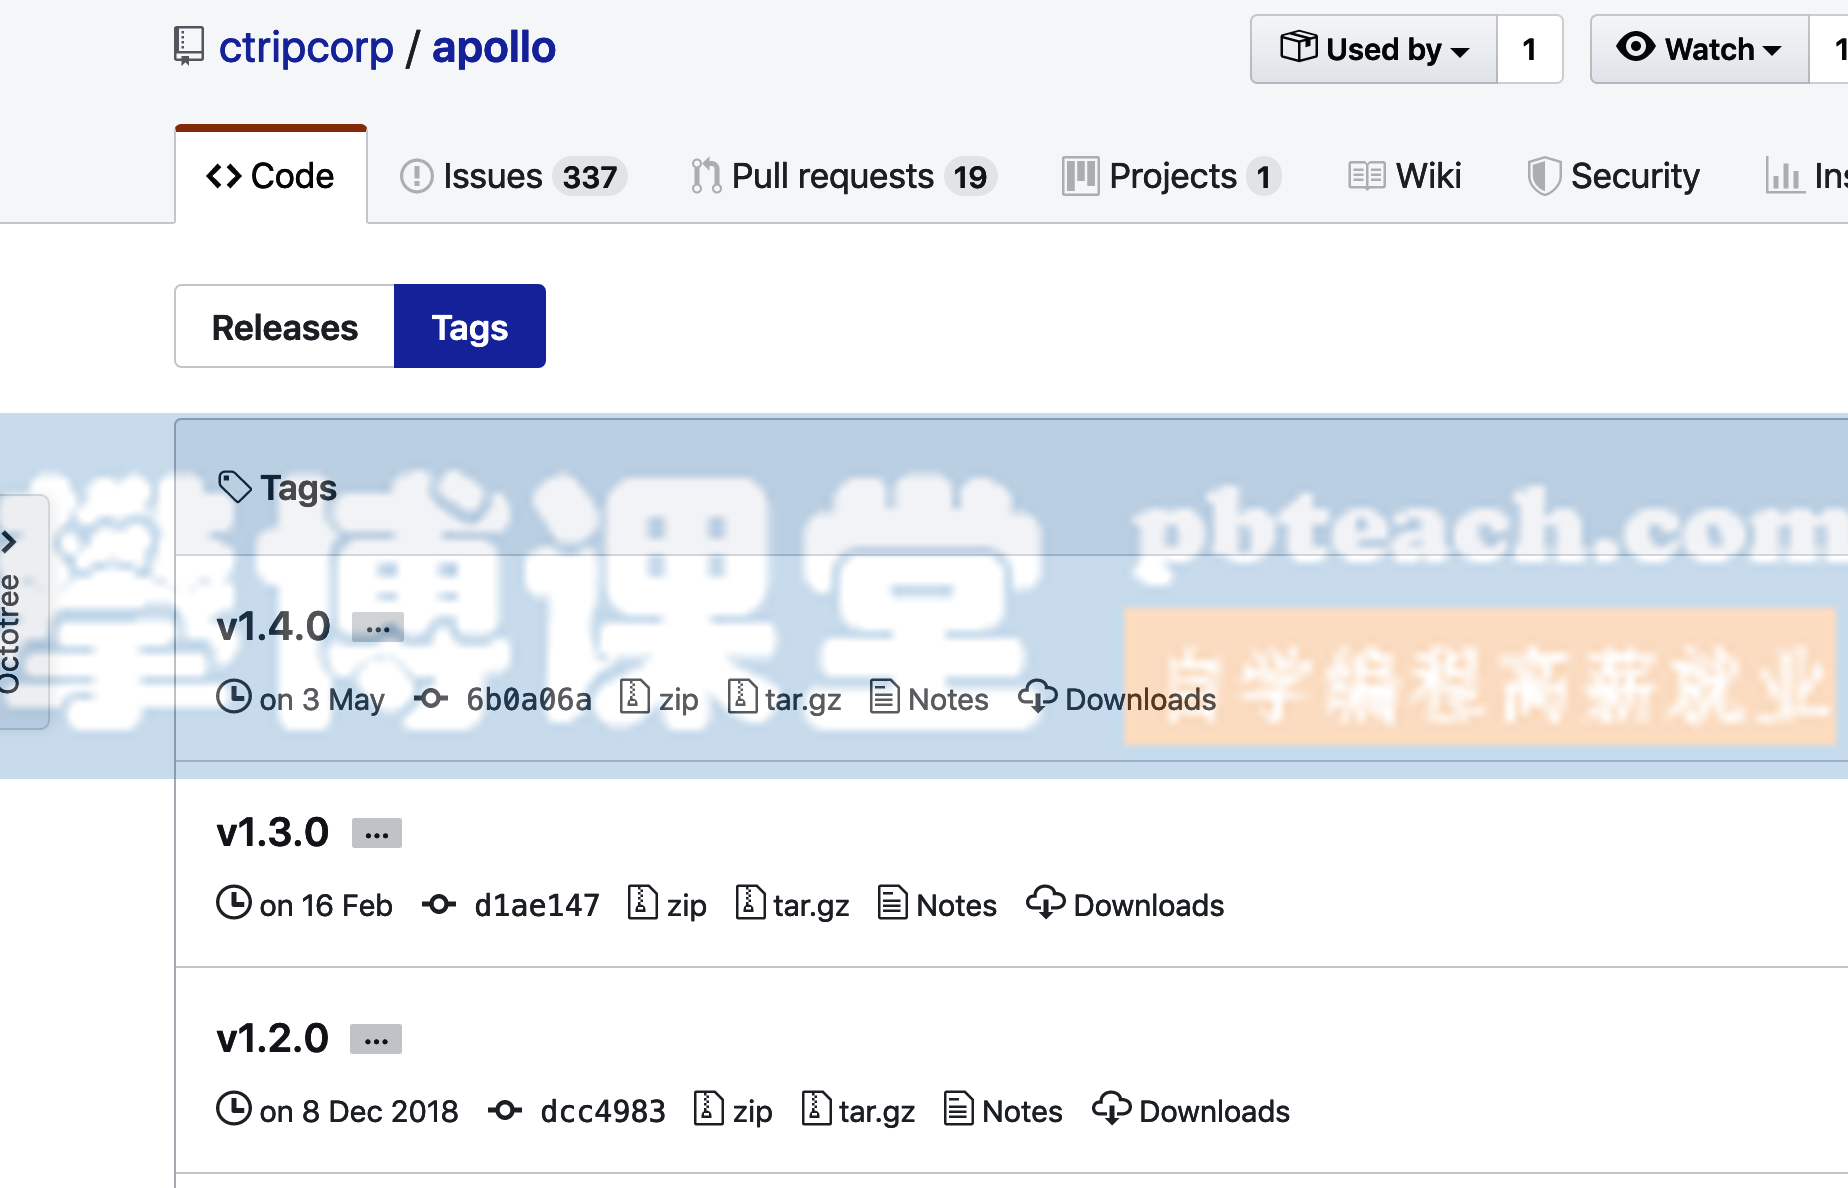 ctripcorp / apollo
Used by 1
Watch
Code
Issues 337
Pull requests 19
Projects 1
Wiki
Security
Releases
Tags
Tags
博课堂
pbteach.com
自学编程高薪就业
Octotree
v1.4.0 ...
on 3 May 6b0a06a zip tar.gz Notes Downloads
v1.3.0 ...
on 16 Feb d1ae147 zip tar.gz Notes Downloads
v1.2.0 ...
on 8 Dec 2018 dcc4983 zip tar.gz Notes Downloads